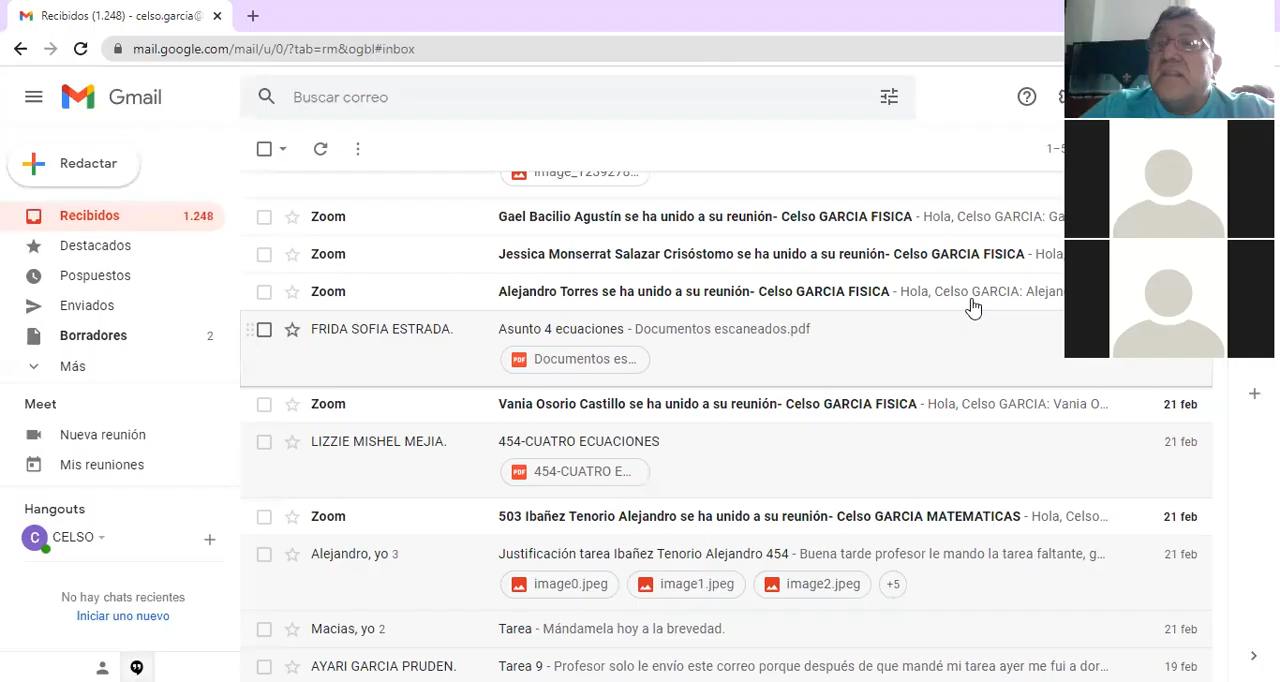 Recibidos (1.248) - celso.garcia@
mail.google.com/mail/u/0/?tab=rm&ogbl#inbox
Gmail
Buscar correo
Redactar
1–5
Recibidos 1.248
Destacados
Pospuestos
Enviados
Borradores 2
Más
Meet
Nueva reunión
Mis reuniones
Hangouts
C CELSO
No hay chats recientes
Iniciar uno nuevo
image_1239278...
Zoom Gael Bacilio Agustín se ha unido a su reunión- Celso GARCIA FISICA - Hola, Celso GARCIA: Ga
Zoom Jessica Monserrat Salazar Crisóstomo se ha unido a su reunión- Celso GARCIA FISICA - Hola,
Zoom Alejandro Torres se ha unido a su reunión- Celso GARCIA FISICA - Hola, Celso GARCIA: Alejan
FRIDA SOFIA ESTRADA. Asunto 4 ecuaciones - Documentos escaneados.pdf
PDF Documentos es...
Zoom Vania Osorio Castillo se ha unido a su reunión- Celso GARCIA FISICA - Hola, Celso GARCIA: Vania O... 21 feb
LIZZIE MISHEL MEJIA. 454-CUATRO ECUACIONES 21 feb
PDF 454-CUATRO E...
Zoom 503 Ibañez Tenorio Alejandro se ha unido a su reunión- Celso GARCIA MATEMATICAS - Hola, Celso... 21 feb
Alejandro, yo 3 Justificación tarea Ibañez Tenorio Alejandro 454 - Buena tarde profesor le mando la tarea faltante, g... 21 feb
image0.jpeg image1.jpeg image2.jpeg +5
Macias, yo 2 Tarea - Mándamela hoy a la brevedad. 21 feb
AYARI GARCIA PRUDEN. Tarea 9 - Profesor solo le envío este correo porque después de que mandé mi tarea ayer me fui a dor... 19 feb